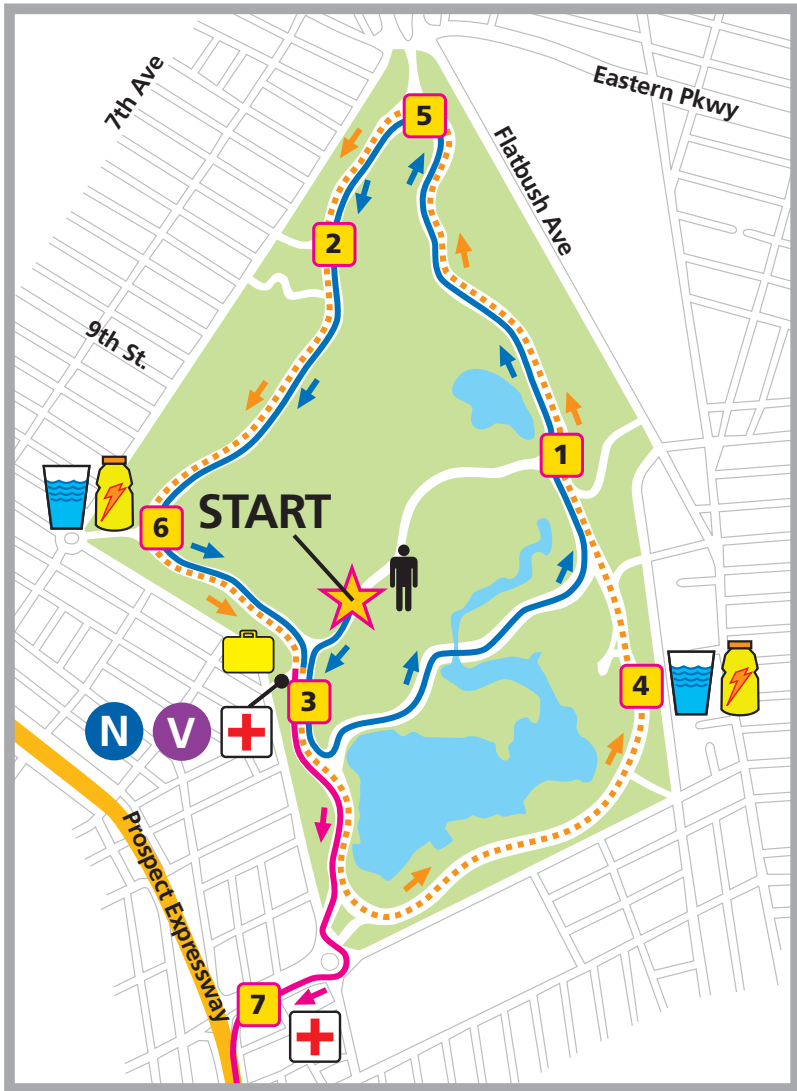 7th Ave
Eastern Pkwy
5
Flatbush Ave
2
9th St.
1
START
6
3
4
N
V
Prospect Expressway
7